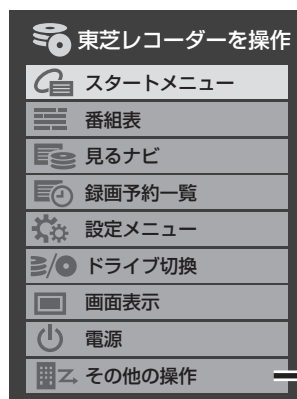 東芝レコーダーを操作
スタートメニュー
番組表
見るナビ
録画予約一覧
設定メニュー
ドライブ切換
画面表示
電源
その他の操作